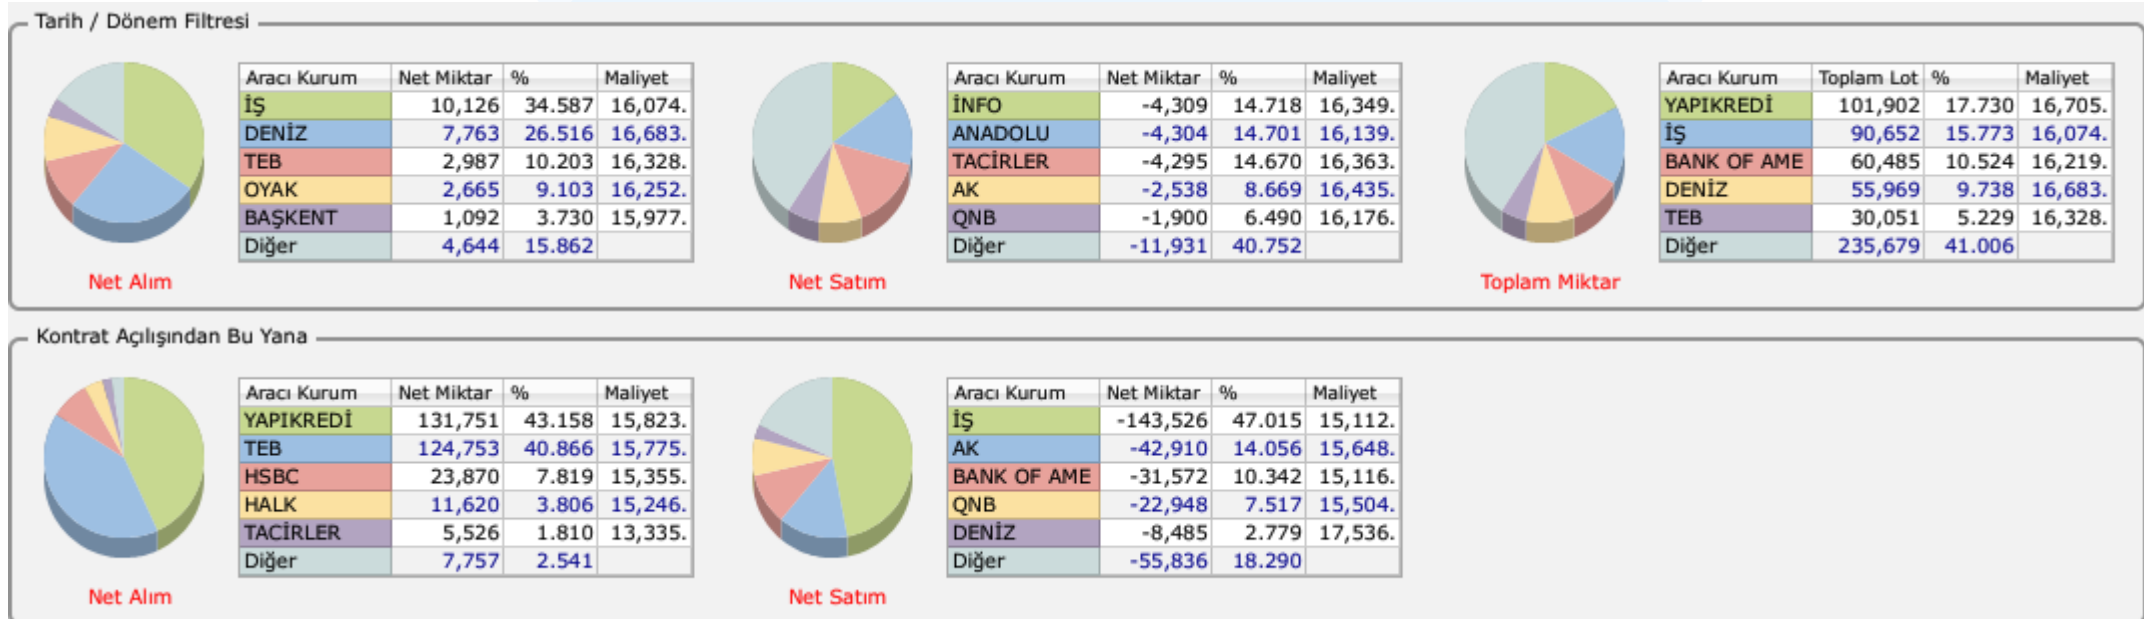 Tarih / Dönem Filtresi
Aracı Kurum Net Miktar % Maliyet
İŞ 10,126 34.587 16,074.
DENİZ 7,763 26.516 16,683.
TEB 2,987 10.203 16,328.
OYAK 2,665 9.103 16,252.
BAŞKENT 1,092 3.730 15,977.
Diğer 4,644 15.862
Net Alım
Aracı Kurum Net Miktar % Maliyet
İNFO -4,309 14.718 16,349.
ANADOLU -4,304 14.701 16,139.
TACİRLER -4,295 14.670 16,363.
AK -2,538 8.669 16,435.
QNB -1,900 6.490 16,176.
Diğer -11,931 40.752
Net Satım
Aracı Kurum Toplam Lot % Maliyet
YAPIKREDİ 101,902 17.730 16,705.
İŞ 90,652 15.773 16,074.
BANK OF AME 60,485 10.524 16,219.
DENİZ 55,969 9.738 16,683.
TEB 30,051 5.229 16,328.
Diğer 235,679 41.006
Toplam Miktar
Kontrat Açılışından Bu Yana
Aracı Kurum Net Miktar % Maliyet
YAPIKREDİ 131,751 43.158 15,823.
TEB 124,753 40.866 15,775.
HSBC 23,870 7.819 15,355.
HALK 11,620 3.806 15,246.
TACİRLER 5,526 1.810 13,335.
Diğer 7,757 2.541
Net Alım
Aracı Kurum Net Miktar % Maliyet
İŞ -143,526 47.015 15,112.
AK -42,910 14.056 15,648.
BANK OF AME -31,572 10.342 15,116.
QNB -22,948 7.517 15,504.
DENİZ -8,485 2.779 17,536.
Diğer -55,836 18.290
Net Satım